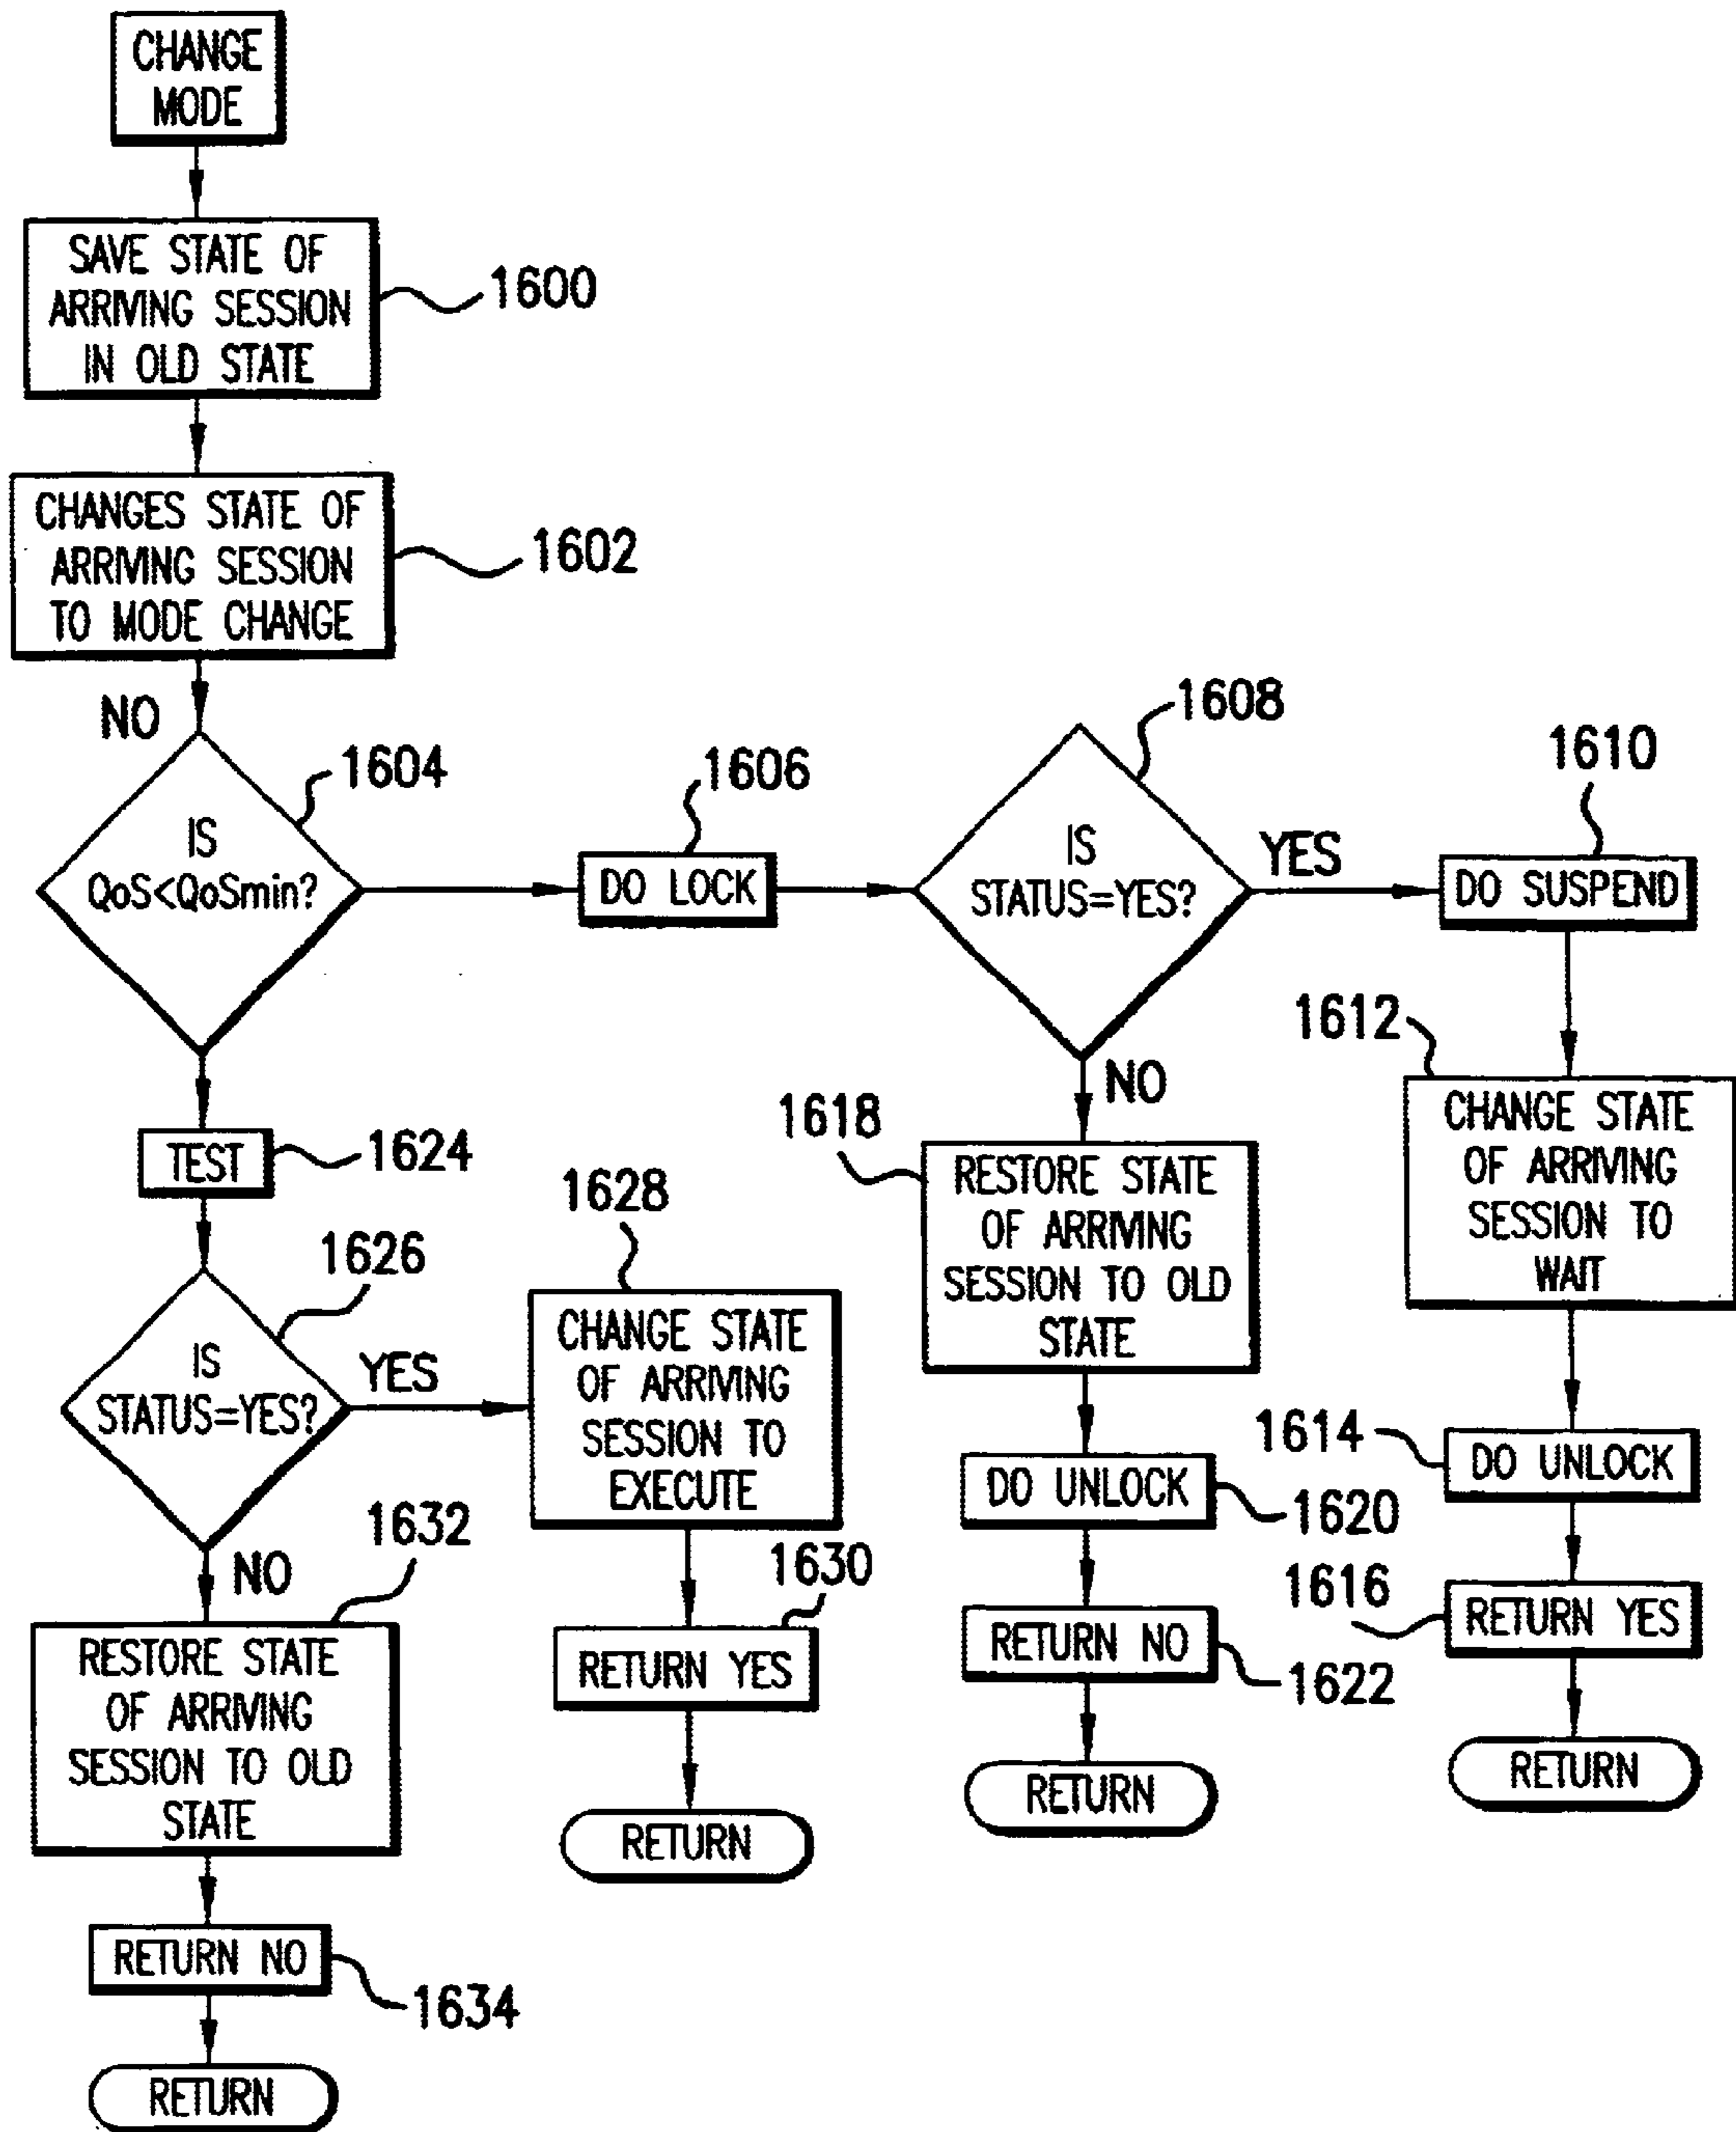 CHANGE
MODE
SAVE STATE OF
ARRIVING SESSION
IN OLD STATE
1600
CHANGES STATE OF
ARRIVING SESSION
TO MODE CHANGE
1602
NO
IS
QoS<QoSmin?
1604
DO LOCK
1606
IS
STATUS=YES?
1608
YES
DO SUSPEND
1610
1612
CHANGE STATE
OF ARRIVING
SESSION TO
WAIT
1614
DO UNLOCK
1616
RETURN YES
RETURN
NO
1618
RESTORE STATE
OF ARRIVING
SESSION TO OLD
STATE
DO UNLOCK
1620
RETURN NO
1622
RETURN
TEST
1624
IS
STATUS=YES?
1626
YES
1628
CHANGE STATE
OF ARRIVING
SESSION TO
EXECUTE
1630
RETURN YES
RETURN
NO
1632
RESTORE STATE
OF ARRIVING
SESSION TO OLD
STATE
RETURN NO
1634
RETURN